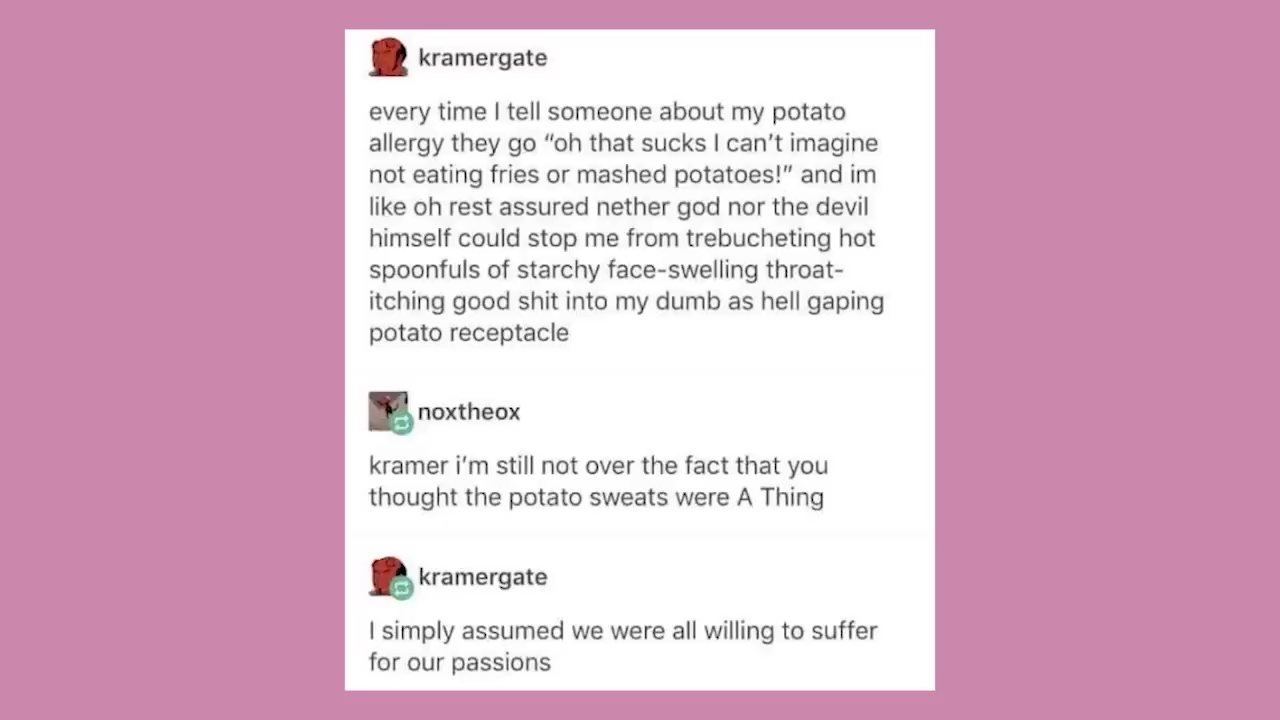 kramergate
every time I tell someone about my potato
allergy they go “oh that sucks I can’t imagine
not eating fries or mashed potatoes!” and im
like oh rest assured nether god nor the devil
himself could stop me from trebucheting hot
spoonfuls of starchy face-swelling throat-
itching good shit into my dumb as hell gaping
potato receptacle
noxtheox
kramer i’m still not over the fact that you
thought the potato sweats were A Thing
kramergate
I simply assumed we were all willing to suffer
for our passions